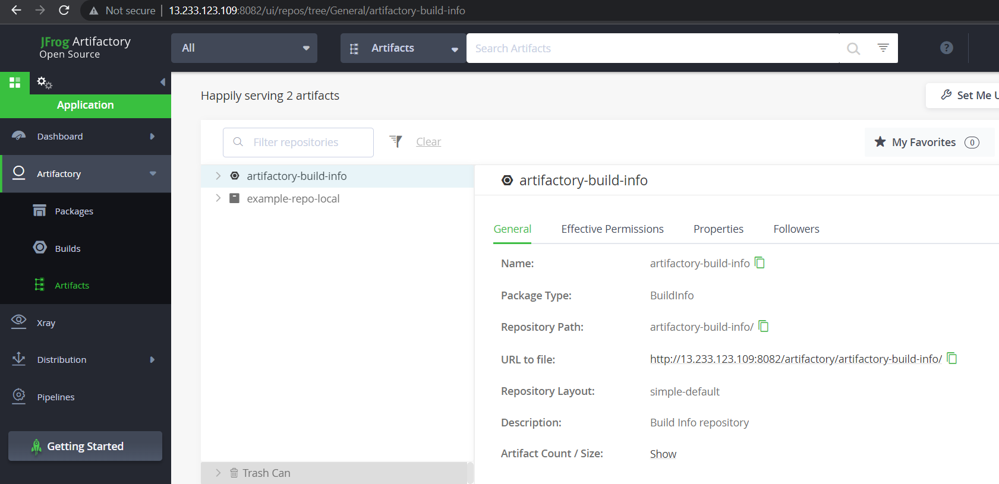 Not secure | 13.233.123.109:8082/ui/repos/tree/General/artifactory-build-info
JFrog Artifactory
Open Source
All
Artifacts
Search Artifacts
?
Application
Happily serving 2 artifacts
Set Me U
Dashboard
Filter repositories
Clear
My Favorites 0
Artifactory
artifactory-build-info
example-repo-local
Packages
Builds
Artifacts
Xray
Distribution
Pipelines
Getting Started
Trash Can
artifactory-build-info
General Effective Permissions Properties Followers
Name: artifactory-build-info
Package Type: BuildInfo
Repository Path: artifactory-build-info/
URL to file: http://13.233.123.109:8082/artifactory/artifactory-build-info/
Repository Layout: simple-default
Description: Build Info repository
Artifact Count / Size: Show